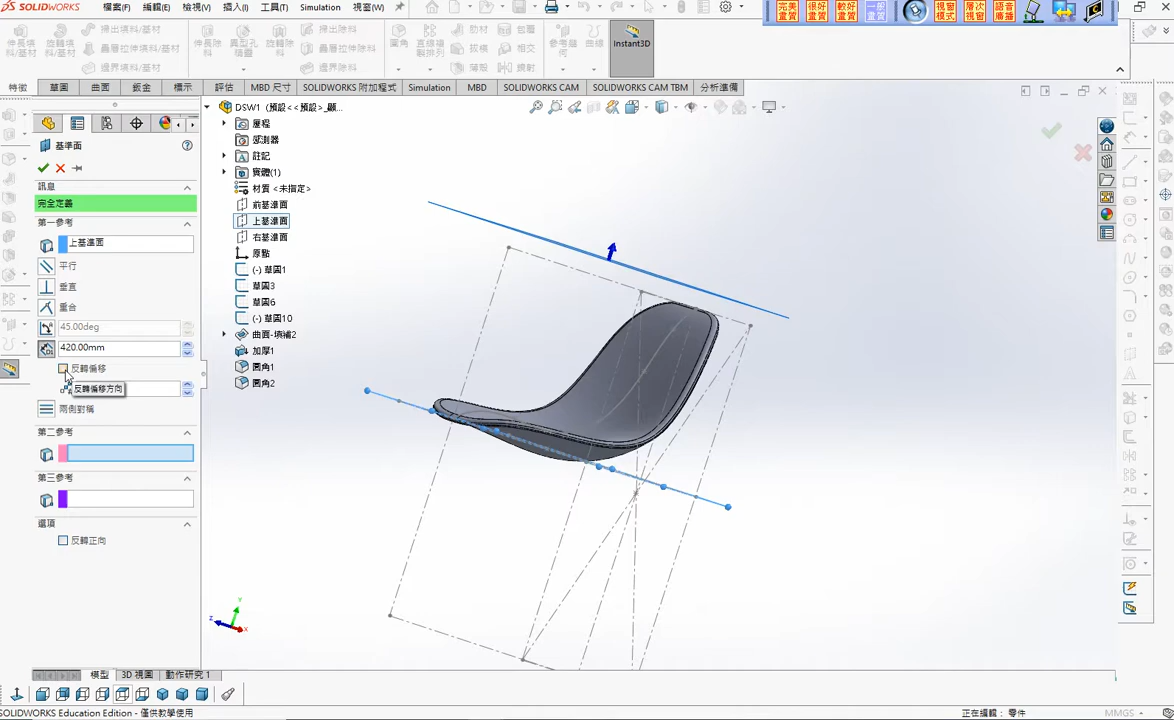 SOLIDWORKS
檔案(F)
編輯(E)
檢視(V)
插入(I)
工具(T)
Simulation
視窗(W)
完美畫質
很好畫質
較好畫質
一般畫質
視窗模式
層次視窗
語音廣播
伸長填料/基材
旋轉填料/基材
掃出填料/基材
疊層拉伸填料/基材
邊界填料/基材
伸長除料
異型孔精靈
旋轉除料
掃出除料
疊層拉伸除料
邊界除料
圓角
直線複製排列
肋材
拔模
薄殼
包覆
相交
鏡射
參考幾何
曲線
Instant3D
特徵
草圖
曲面
鈑金
標示
評估
MBD 尺寸
SOLIDWORKS 附加程式
Simulation
MBD
SOLIDWORKS CAM
SOLIDWORKS CAM TBM
分析準備
基準面
訊息
完全定義
第一參考
上基準面
平行
垂直
重合
45.00deg
420.00mm
反轉偏移
反轉偏移方向
兩側對稱
第二參考
第三參考
選項
反轉正向
DSW1 (預設<<預設>_顯...
歷程
感測器
註記
實體(1)
材質 <未指定>
前基準面
上基準面
右基準面
原點
(-) 草圖1
草圖3
草圖6
(-) 草圖10
曲面-填補2
加厚1
圓角1
圓角2
Y
Z
X
模型
3D 視圖
動作研究 1
SOLIDWORKS Education Edition - 僅供教學使用
正在編輯: 零件
MMGS